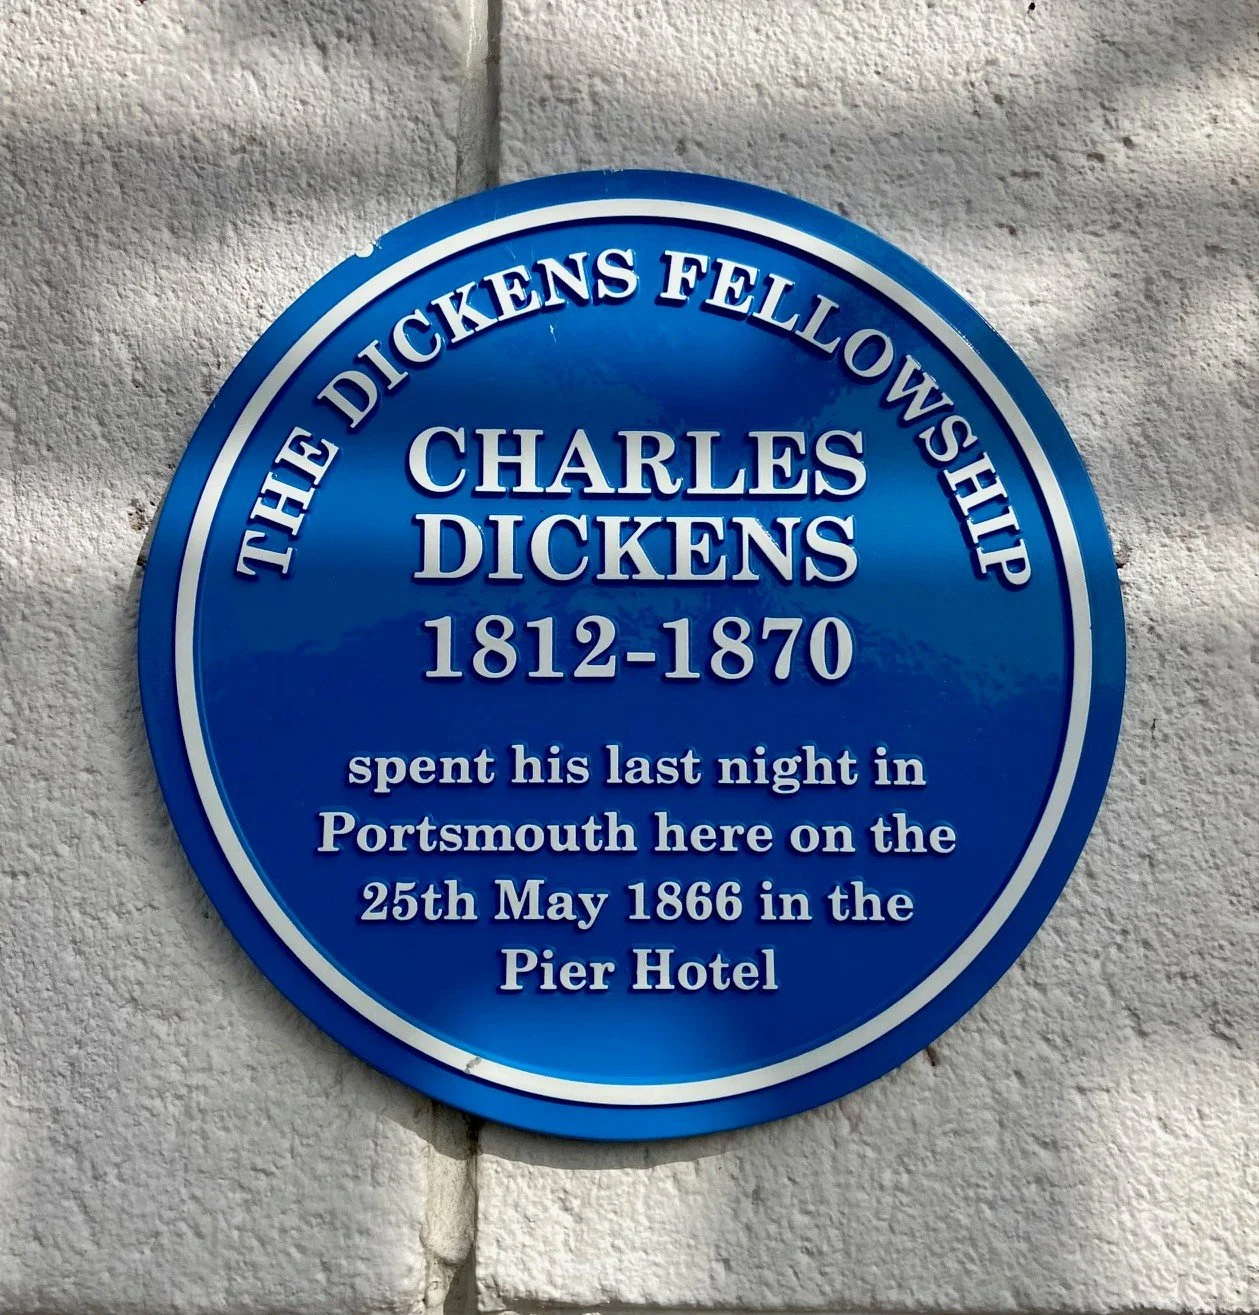 THE DICKENS FELLOWSHIP
CHARLES
DICKENS
1812-1870
spent his last night in
Portsmouth here on the
25th May 1866 in the
Pier Hotel